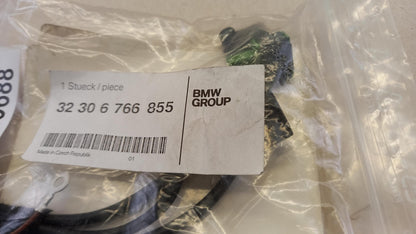 1 Stueck / piece
32 30 6 766 855
BMW
GROUP
Made in Czech Republic
01